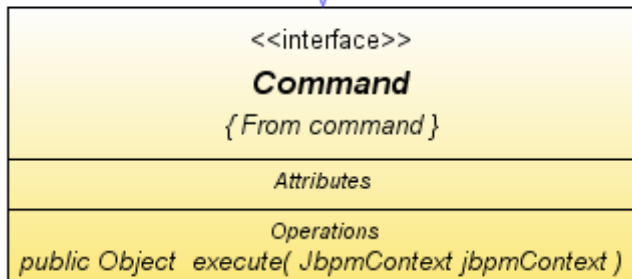 <<interface>>
Command
{ From command }
Attributes
Operations
public Object execute( JbpmContext jbpmContext )